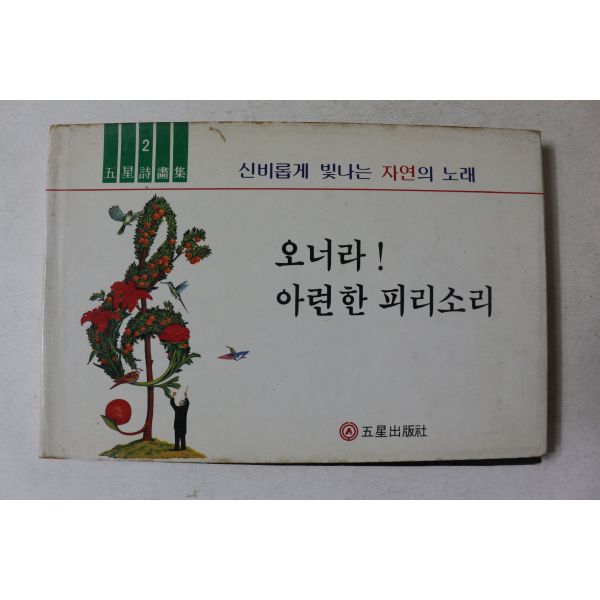 2
五星詩畵集
신비롭게 빛나는 자연의 노래
오너라!
아련한 피리소리
五星出版社